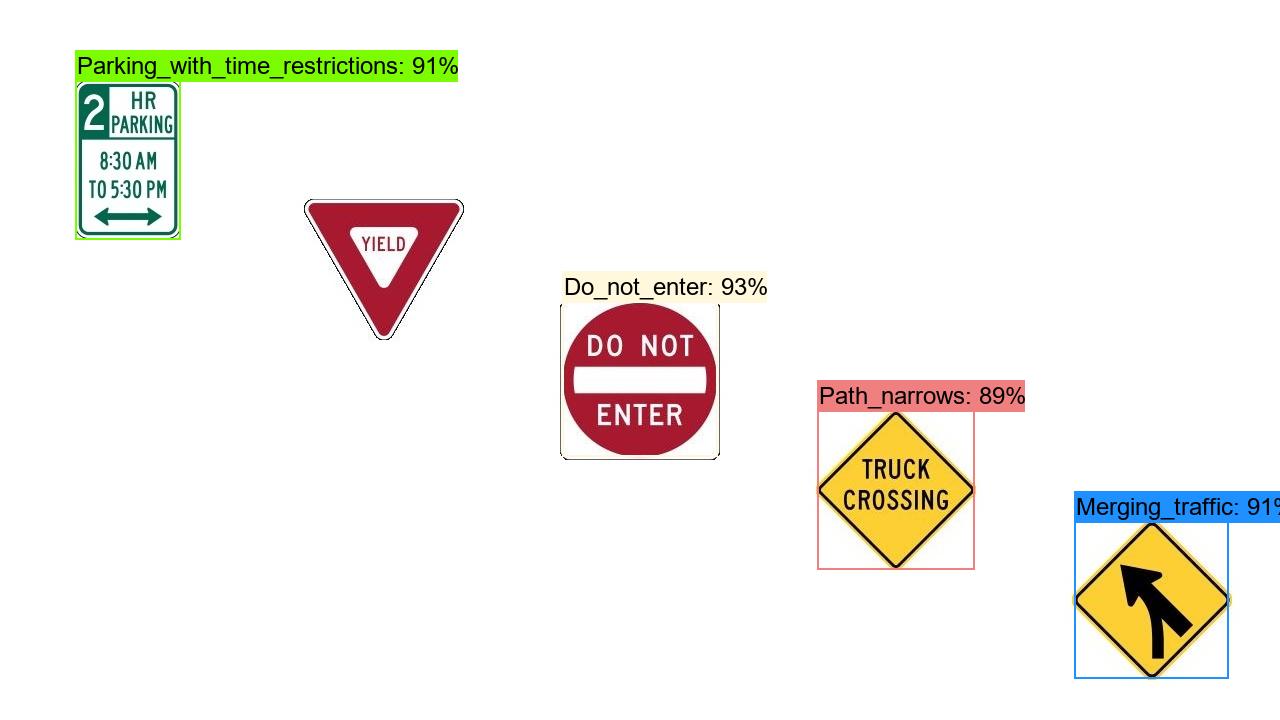 Parking_with_time_restrictions: 91%
2 HR
PARKING
8:30 AM
TO 5:30 PM
YIELD
Do_not_enter: 93%
DO NOT
ENTER
Path_narrows: 89%
TRUCK
CROSSING
Merging_traffic: 91%